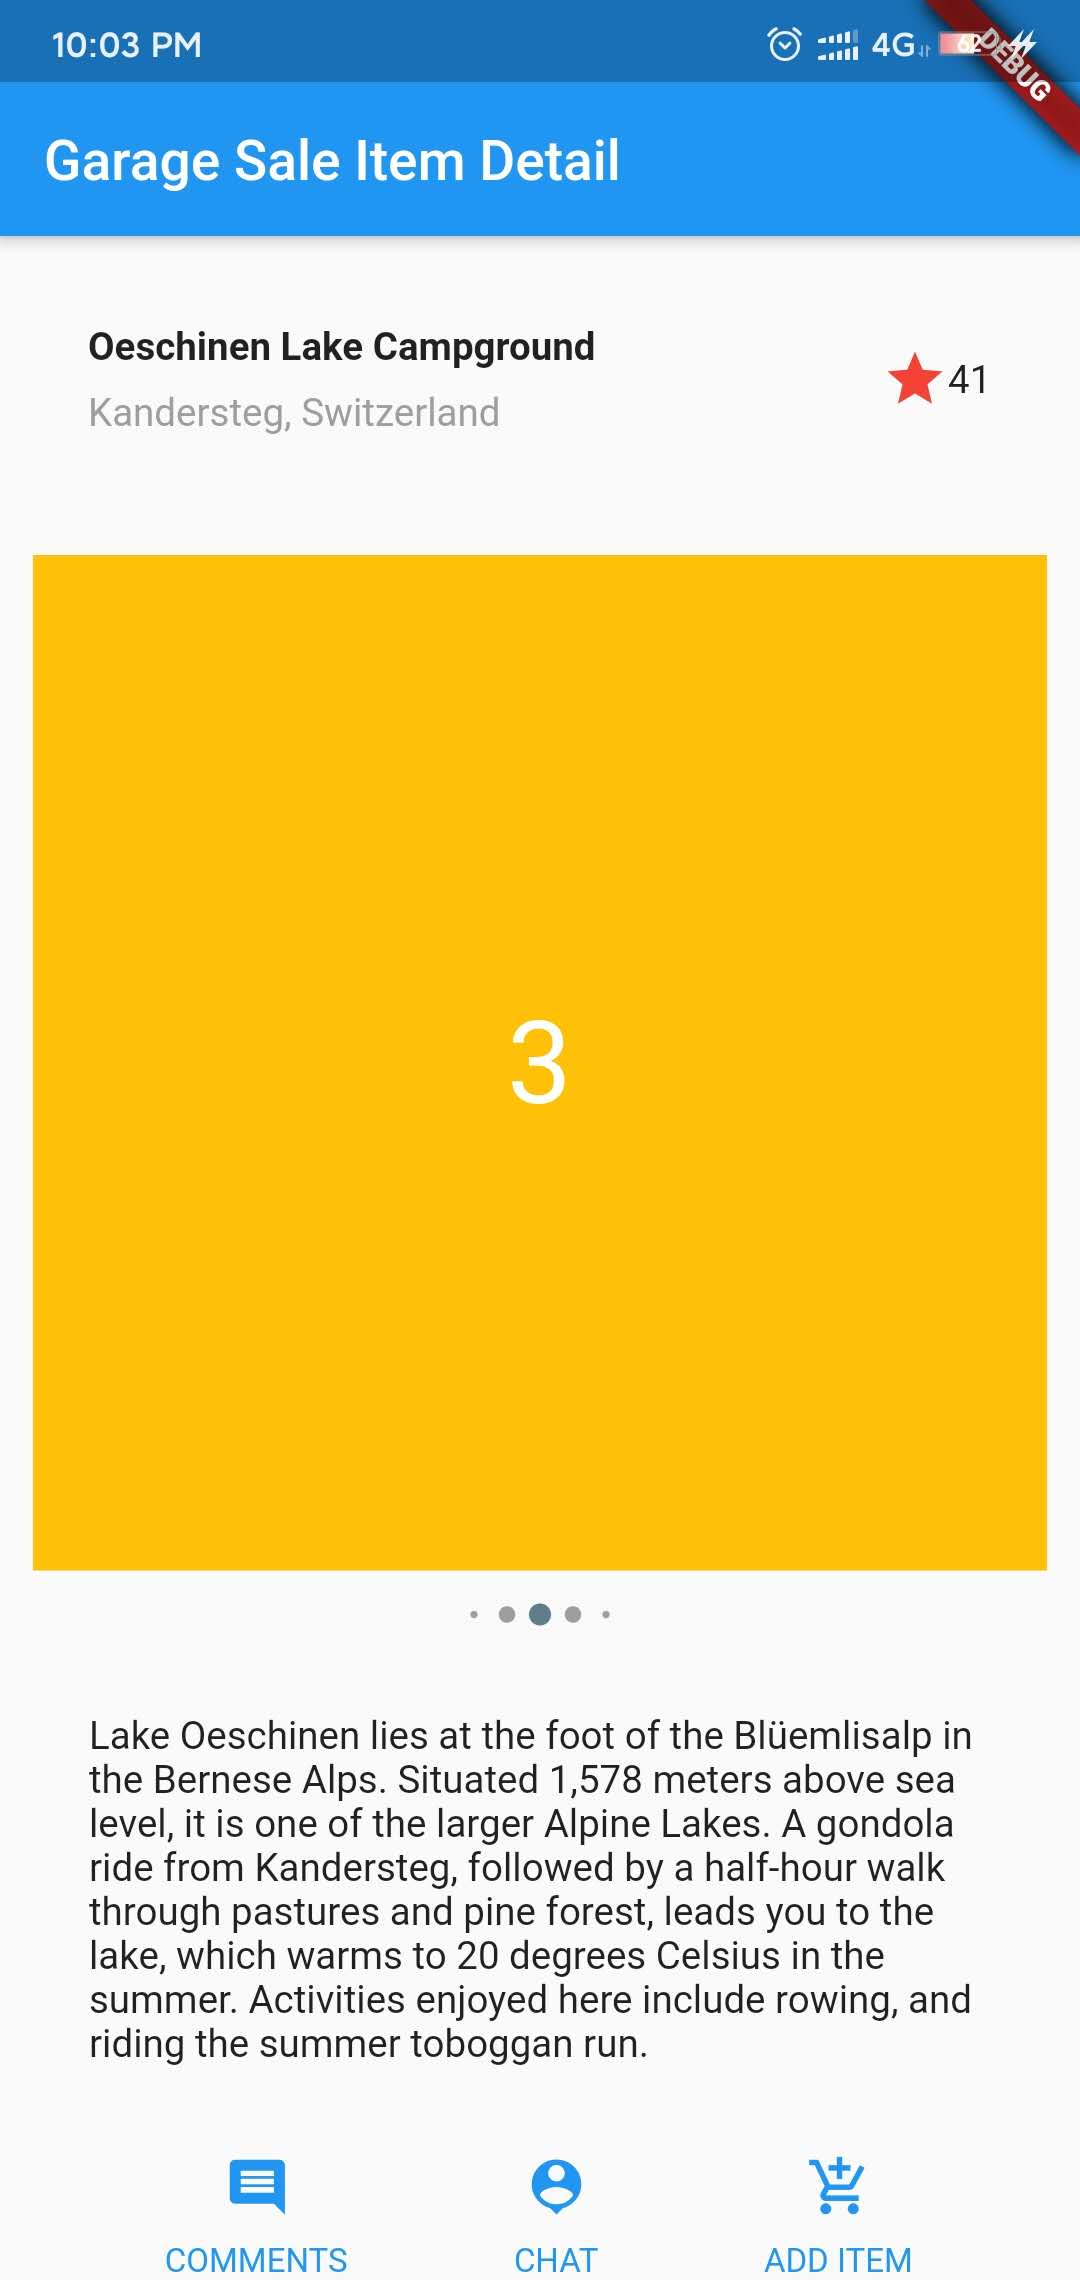 10:03 PM
4G
62
DEBUG
Garage Sale Item Detail
Oeschinen Lake Campground
Kandersteg, Switzerland
41
3
Lake Oeschinen lies at the foot of the Blüemlisalp in
the Bernese Alps. Situated 1,578 meters above sea
level, it is one of the larger Alpine Lakes. A gondola
ride from Kandersteg, followed by a half-hour walk
through pastures and pine forest, leads you to the
lake, which warms to 20 degrees Celsius in the
summer. Activities enjoyed here include rowing, and
riding the summer toboggan run.
COMMENTS
CHAT
ADD ITEM